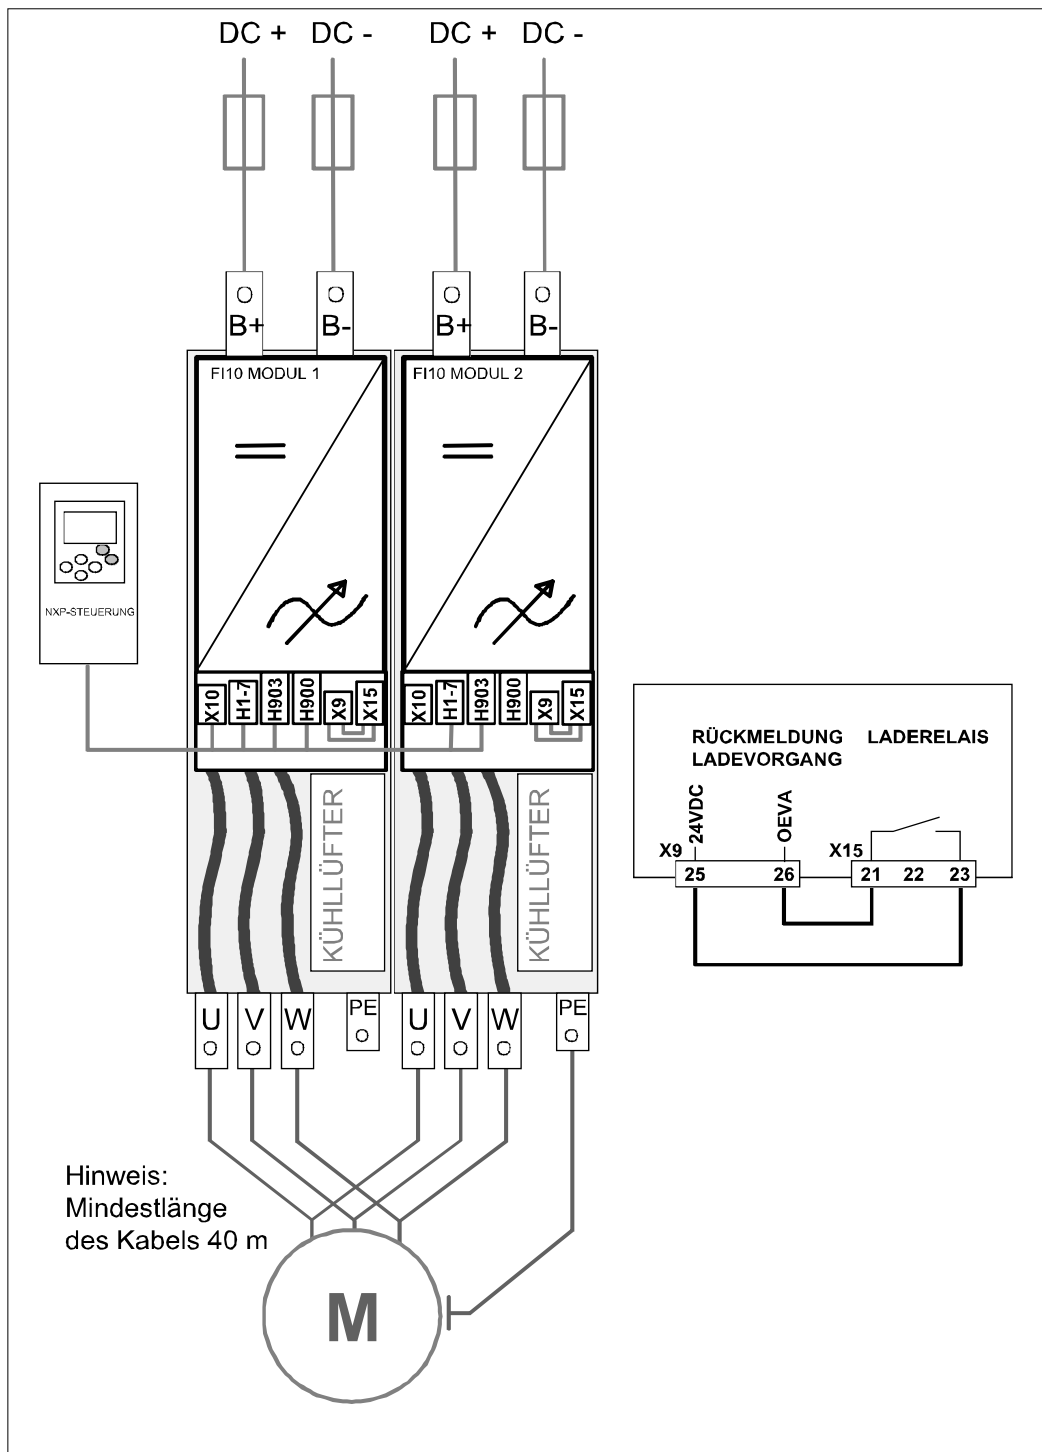 DC + DC - DC + DC -
B+ B- B+ B-
FI10 MODUL 1 FI10 MODUL 2
NXP-STEUERUNG
X10 H1-7 H903 H900 X9 X15 X10 H1-7 H903 H900 X9 X15
RÜCKMELDUNG LADERELAIS
LADEVORGANG
24VDC OEVA
X9 X15
25 26 21 22 23
KÜHLLÜFTER KÜHLLÜFTER
U V W PE U V W PE
Hinweis:
Mindestlänge
des Kabels 40 m
M